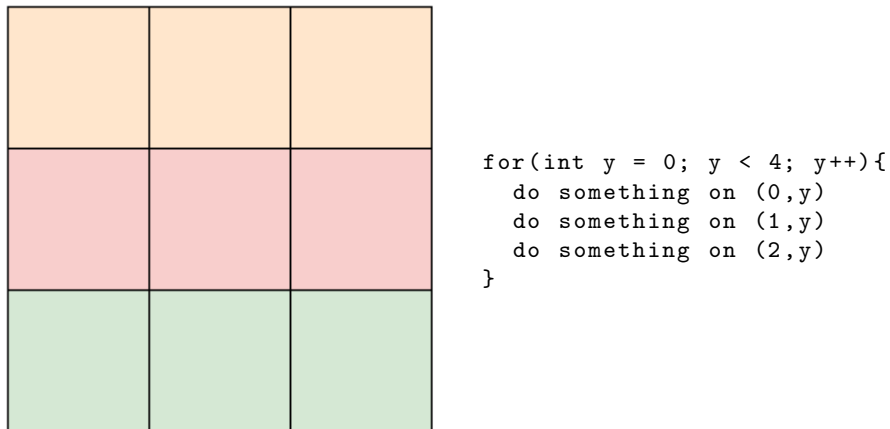 for(int y = 0; y < 4; y++){
do something on (0,y)
do something on (1,y)
do something on (2,y)
}